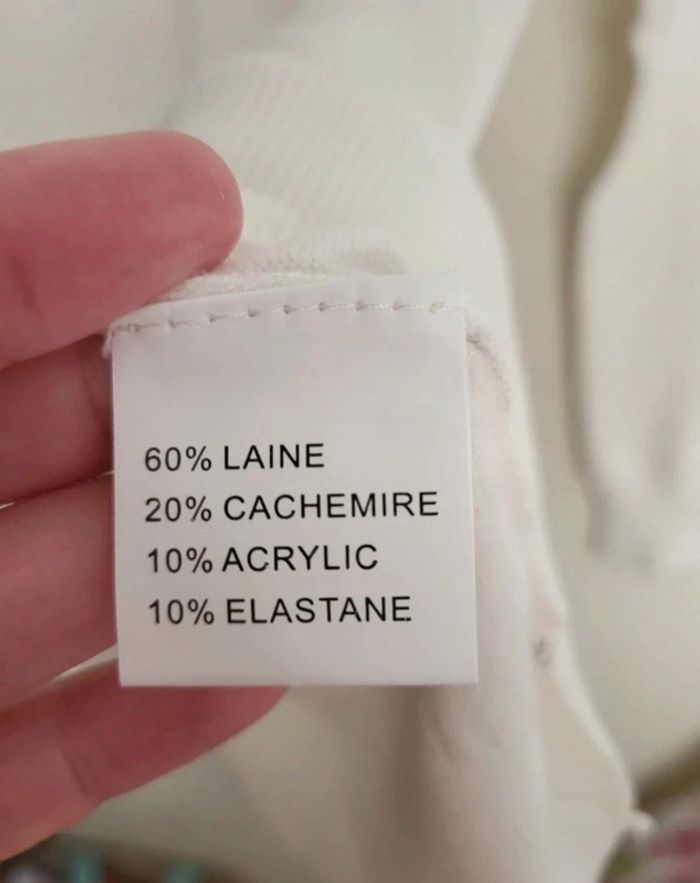 60% LAINE
20% CACHEMIRE
10% ACRYLIC
10% ELASTANE